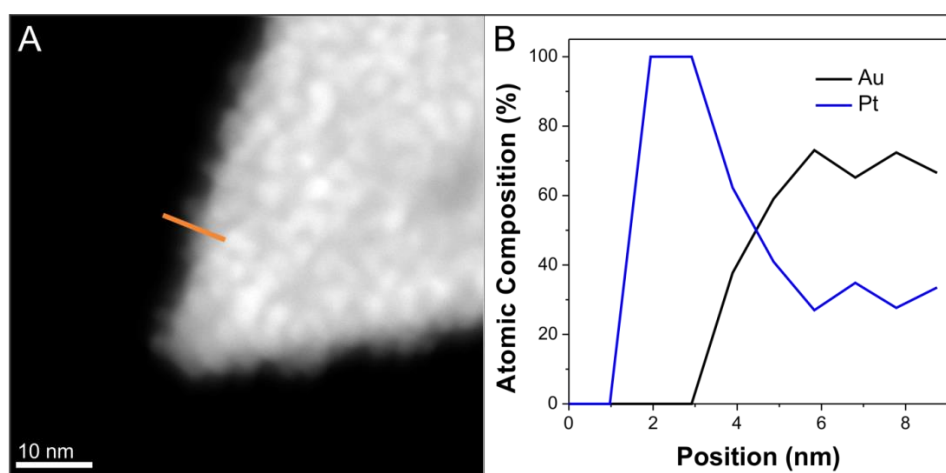 A
10 nm
B
Au
Pt
Atomic Composition (%)
100
80
60
40
20
0
0 2 4 6 8
Position (nm)